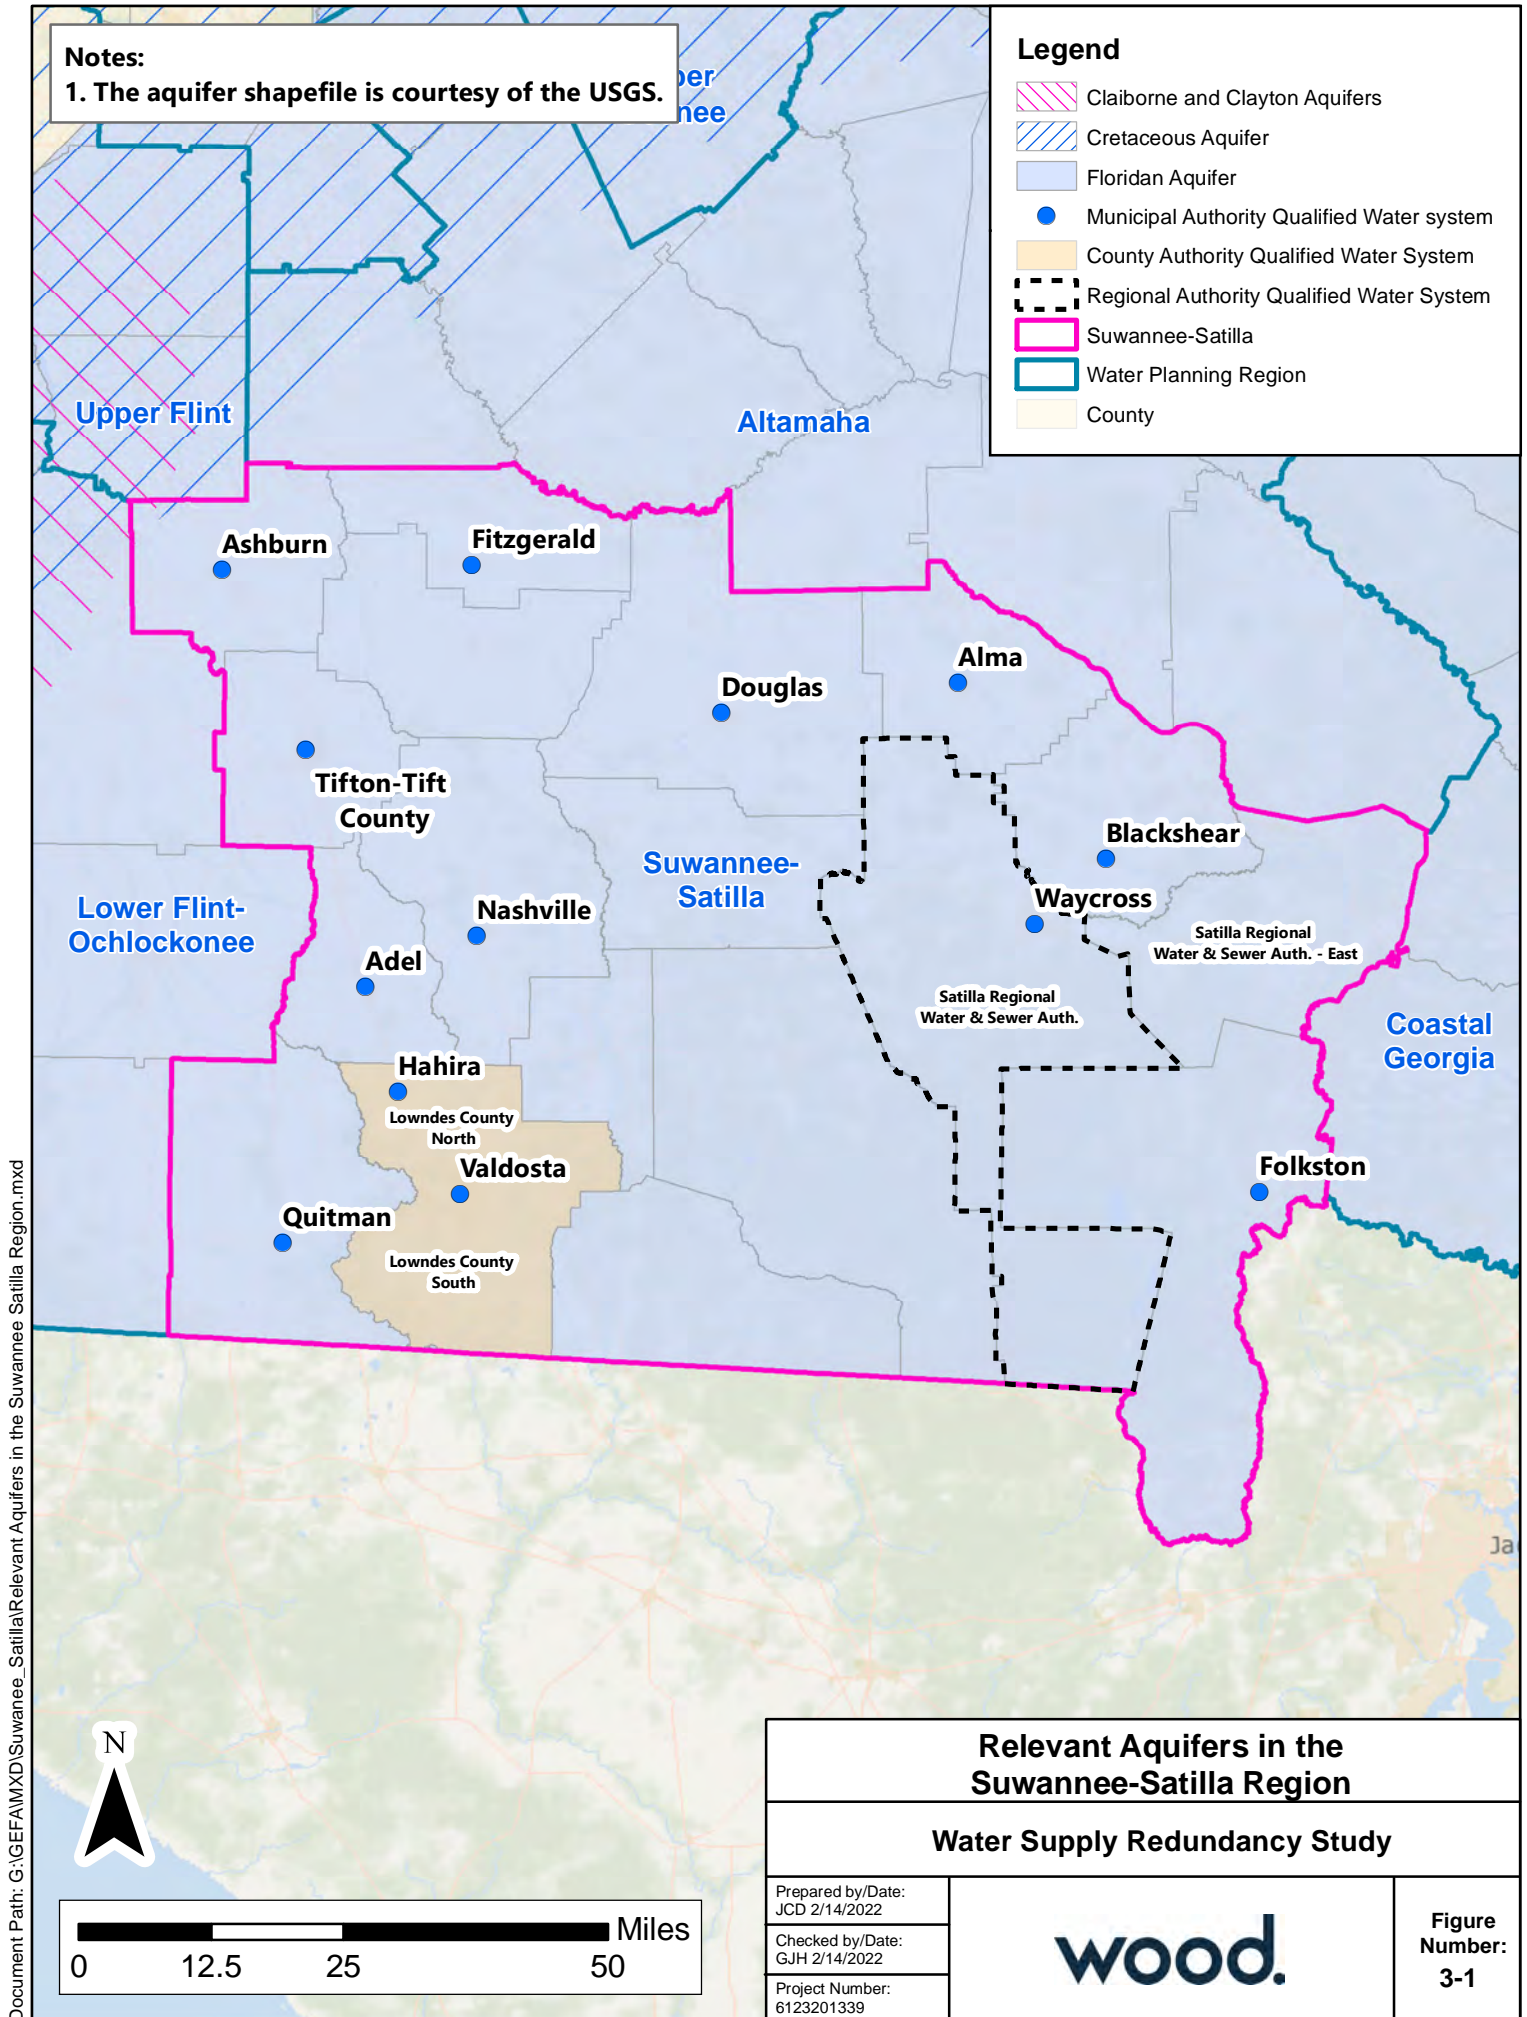 Notes:
1. The aquifer shapefile is courtesy of the USGS.
Legend
Claiborne and Clayton Aquifers
Cretaceous Aquifer
Floridan Aquifer
Municipal Authority Qualified Water system
County Authority Qualified Water System
Regional Authority Qualified Water System
Suwannee-Satilla
Water Planning Region
County
per
nee
Upper Flint
Altamaha
Ashburn
Fitzgerald
Alma
Douglas
Tifton-Tift
County
Blackshear
Suwannee-
Satilla
Lower Flint-
Ochlockonee
Nashville
Waycross
Satilla Regional
Water & Sewer Auth. - East
Adel
Satilla Regional
Water & Sewer Auth.
Coastal
Georgia
Hahira
Lowndes County
North
Valdosta
Folkston
Quitman
Lowndes County
South
Ja
N
Miles
0 12.5 25 50
Relevant Aquifers in the
Suwannee-Satilla Region
Water Supply Redundancy Study
Prepared by/Date:
JCD 2/14/2022
Checked by/Date:
GJH 2/14/2022
Project Number:
6123201339
wood.
Figure
Number:
3-1
Document Path: G:\GEFA\MXD\Suwanee_Satilla\Relevant Aquifers in the Suwannee Satilla Region.mxd